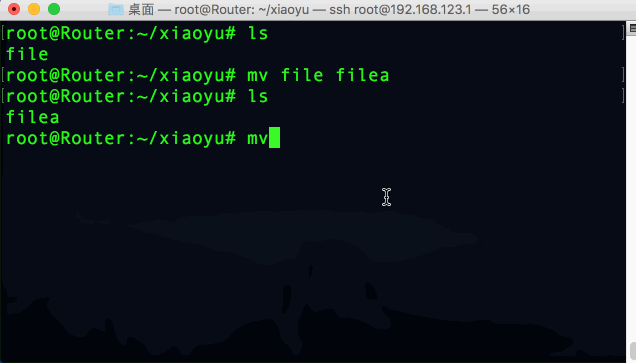 桌面 — root@Router: ~/xiaoyu — ssh root@192.168.123.1 — 56×16
[root@Router:~/xiaoyu# ls ]
file
[root@Router:~/xiaoyu# mv file filea ]
[root@Router:~/xiaoyu# ls ]
filea
root@Router:~/xiaoyu# mv